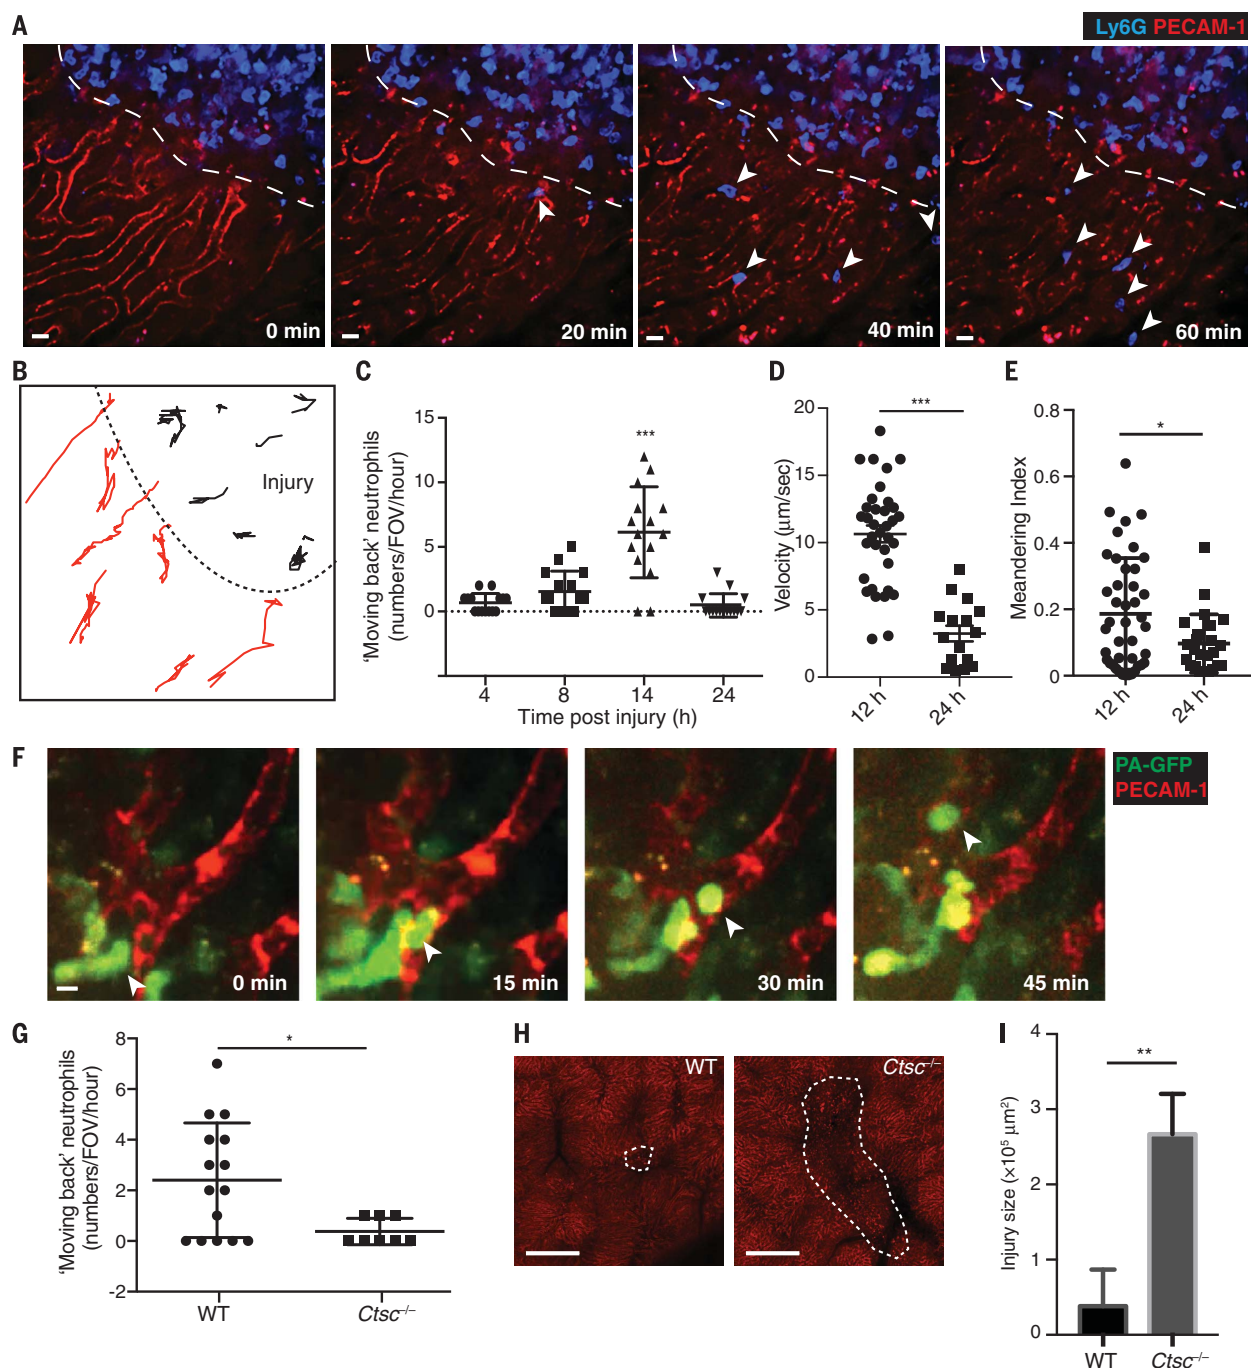 A
Ly6G PECAM-1
0 min
20 min
40 min
60 min
B
Injury
C
'Moving back' neutrophils
(numbers/FOV/hour)
15
10
5
0
***
4
8
14
24
Time post injury (h)
D
Velocity (μm/sec)
20
15
10
5
0
***
12 h
24 h
E
Meandering Index
0.8
0.6
0.4
0.2
0
*
12 h
24 h
F
PA-GFP
PECAM-1
0 min
15 min
30 min
45 min
G
'Moving back' neutrophils
(numbers/FOV/hour)
8
6
4
2
0
-2
*
WT
Ctsc–/–
H
WT
Ctsc–/–
I
Injury size (×10⁵ μm²)
4
3
2
1
0
**
WT
Ctsc–/–